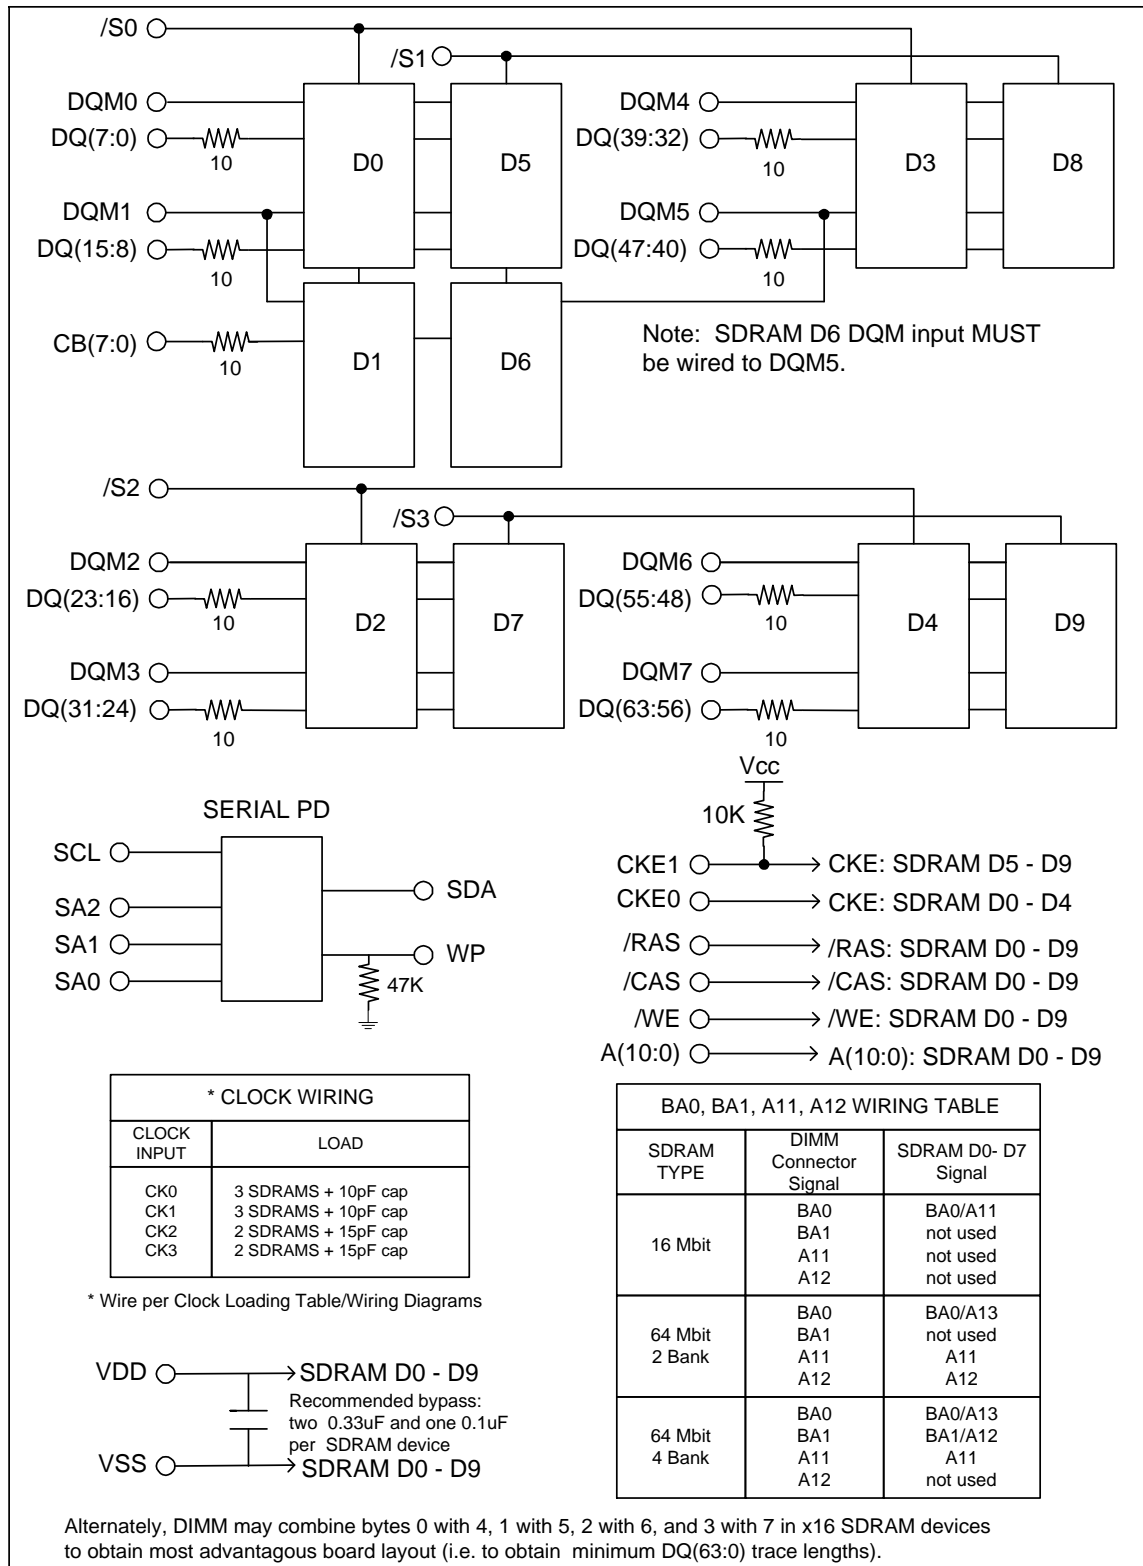 /S0
/S1
DQM0
DQ(7:0)
10
DQM1
DQ(15:8)
10
CB(7:0)
10
D0
D5
D1
D6
DQM4
DQ(39:32)
10
DQM5
DQ(47:40)
10
D3
D8
Note: SDRAM D6 DQM input MUST
be wired to DQM5.
/S2
/S3
DQM2
DQ(23:16)
10
DQM3
DQ(31:24)
10
D2
D7
DQM6
DQ(55:48)
10
DQM7
DQ(63:56)
10
D4
D9
SERIAL PD
SCL
SA2
SA1
SA0
SDA
WP
47K
Vcc
10K
CKE1
CKE: SDRAM D5 - D9
CKE0
CKE: SDRAM D0 - D4
/RAS
/RAS: SDRAM D0 - D9
/CAS
/CAS: SDRAM D0 - D9
/WE
/WE: SDRAM D0 - D9
A(10:0)
A(10:0): SDRAM D0 - D9
* CLOCK WIRING
CLOCK
INPUT
LOAD
CK0 3 SDRAMS + 10pF cap
CK1 3 SDRAMS + 10pF cap
CK2 2 SDRAMS + 15pF cap
CK3 2 SDRAMS + 15pF cap
* Wire per Clock Loading Table/Wiring Diagrams
VDD
SDRAM D0 - D9
Recommended bypass:
two 0.33uF and one 0.1uF
per SDRAM device
VSS
SDRAM D0 - D9
BA0, BA1, A11, A12 WIRING TABLE
SDRAM
TYPE
DIMM
Connector
Signal
SDRAM D0- D7
Signal
16 Mbit
BA0 BA0/A11
BA1 not used
A11 not used
A12 not used
64 Mbit
2 Bank
BA0 BA0/A13
BA1 not used
A11 A11
A12 A12
64 Mbit
4 Bank
BA0 BA0/A13
BA1 BA1/A12
A11 A11
A12 not used
Alternately, DIMM may combine bytes 0 with 4, 1 with 5, 2 with 6, and 3 with 7 in x16 SDRAM devices
to obtain most advantagous board layout (i.e. to obtain minimum DQ(63:0) trace lengths).